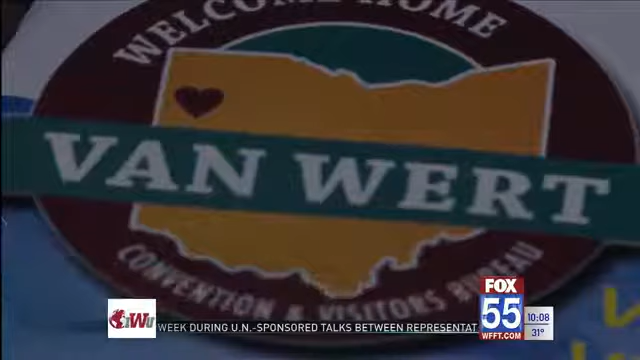 WELCOME HOME
VAN WERT
CONVENTION & VISITORS BUREAU
FOX
55
WFFT.COM
10:08
31°
IWU
WEEK DURING U.N.-SPONSORED TALKS BETWEEN REPRESENTAT